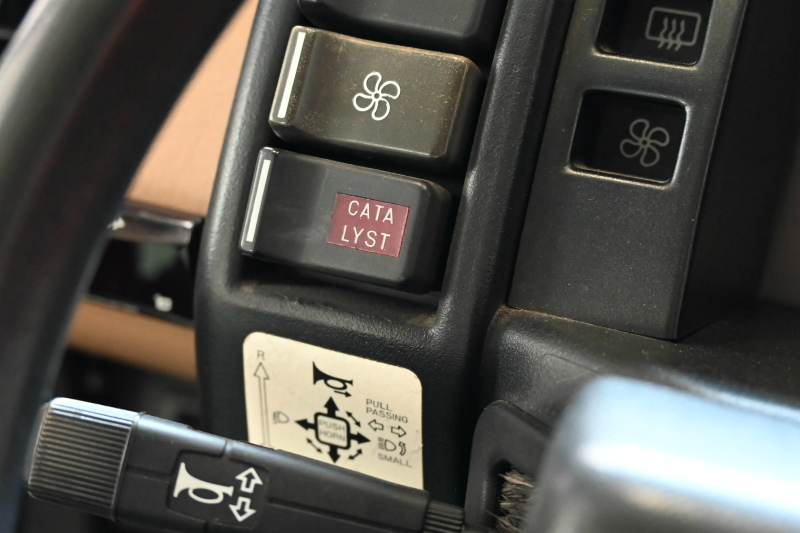 CATA
LYST
R
PULL
PASSING
PUSH
HORN
SMALL